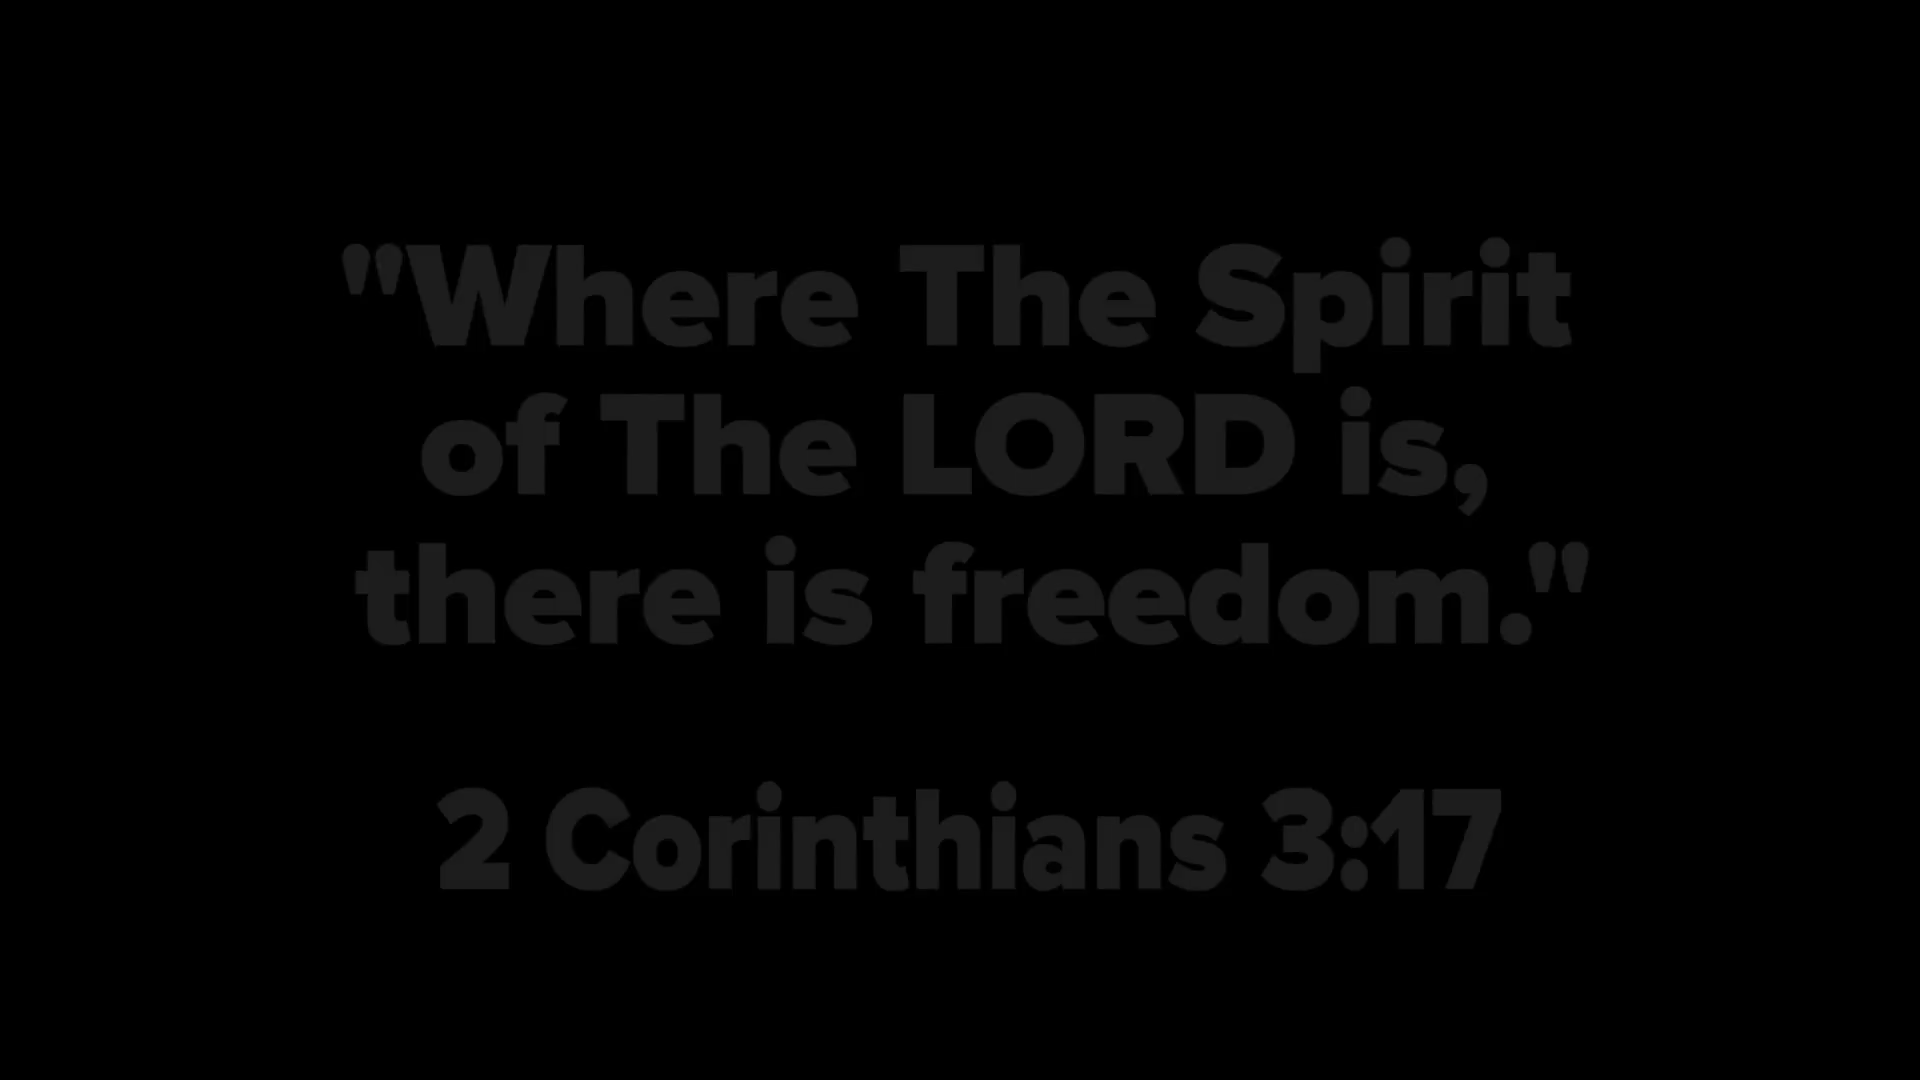 "Where The Spirit
of The LORD is,
there is freedom."
2 Corinthians 3:17